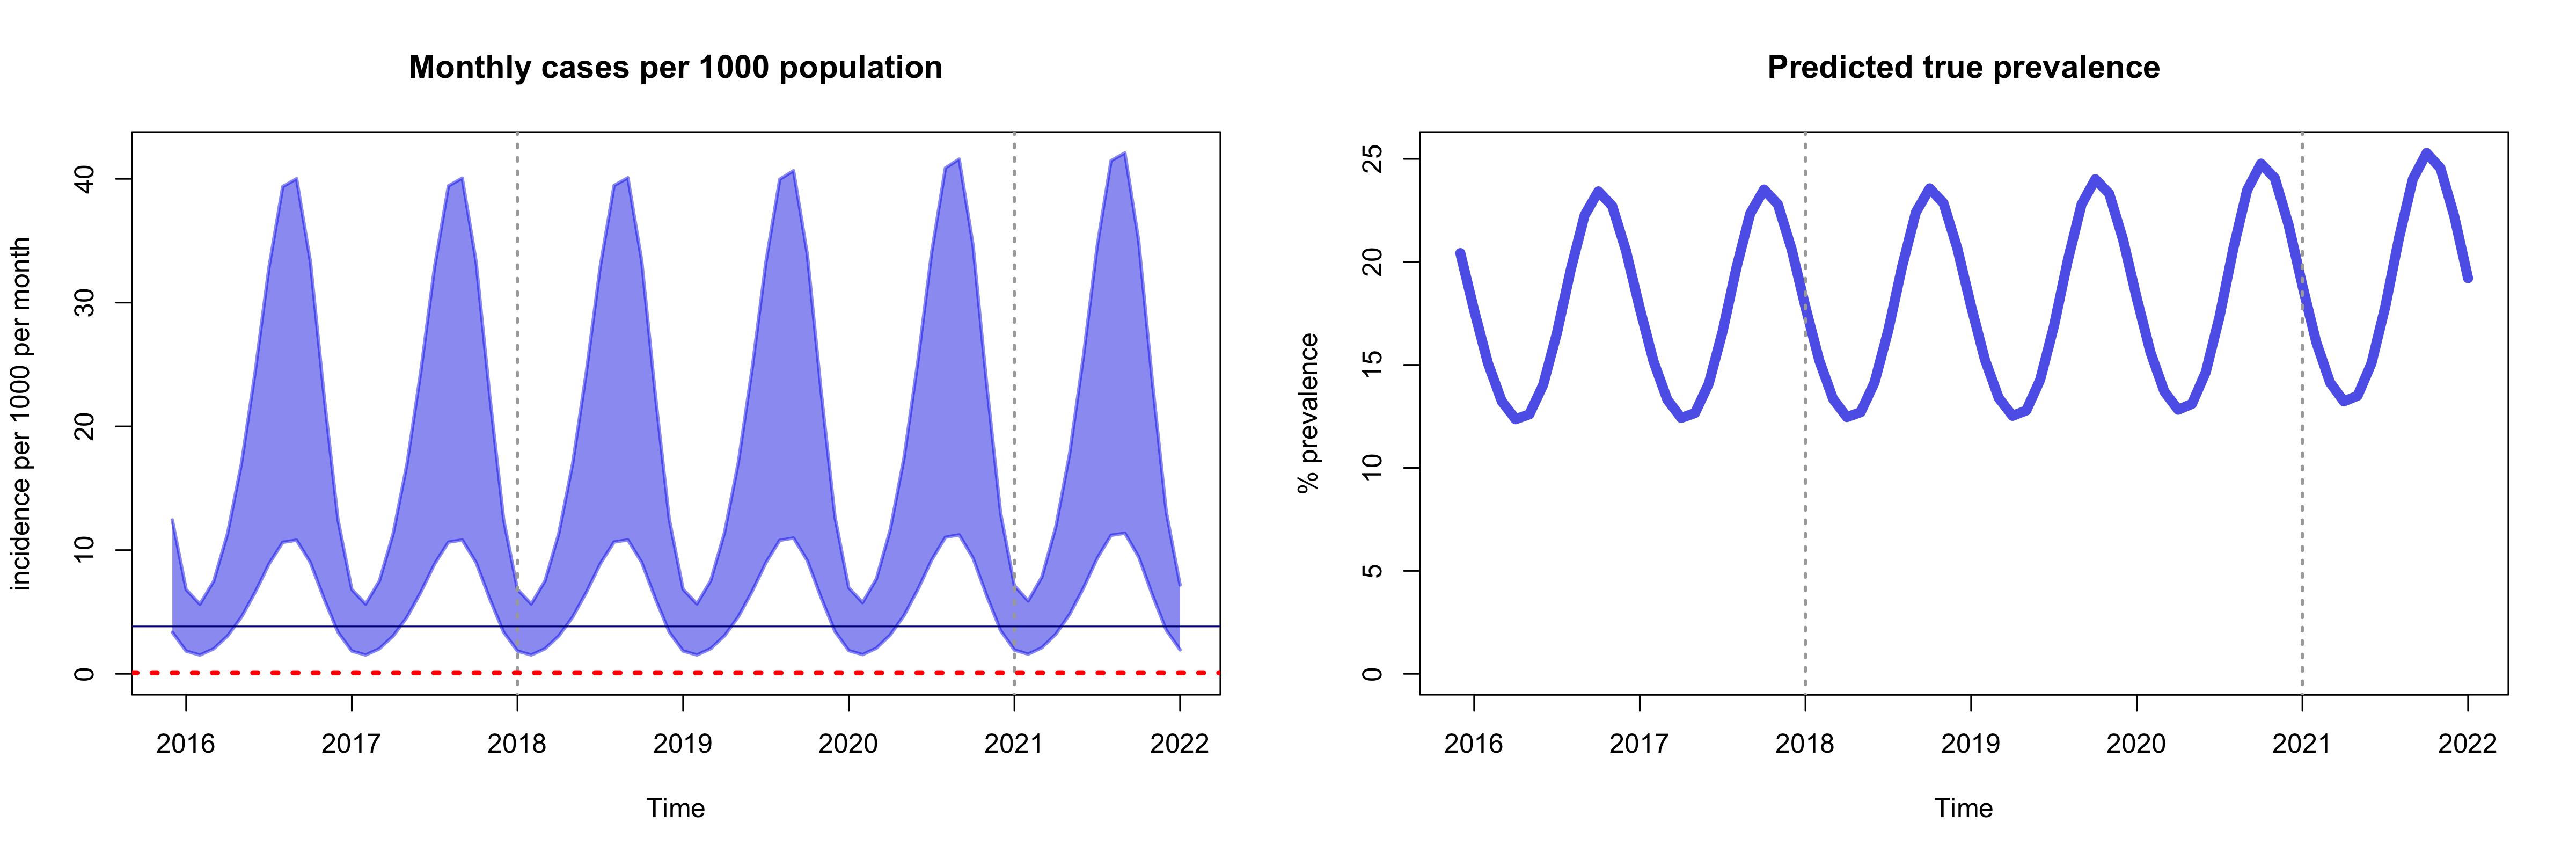 Monthly cases per 1000 population
incidence per 1000 per month
40
30
20
10
0
2016 2017 2018 2019 2020 2021 2022
Time
Predicted true prevalence
% prevalence
25
20
15
10
5
0
2016 2017 2018 2019 2020 2021 2022
Time